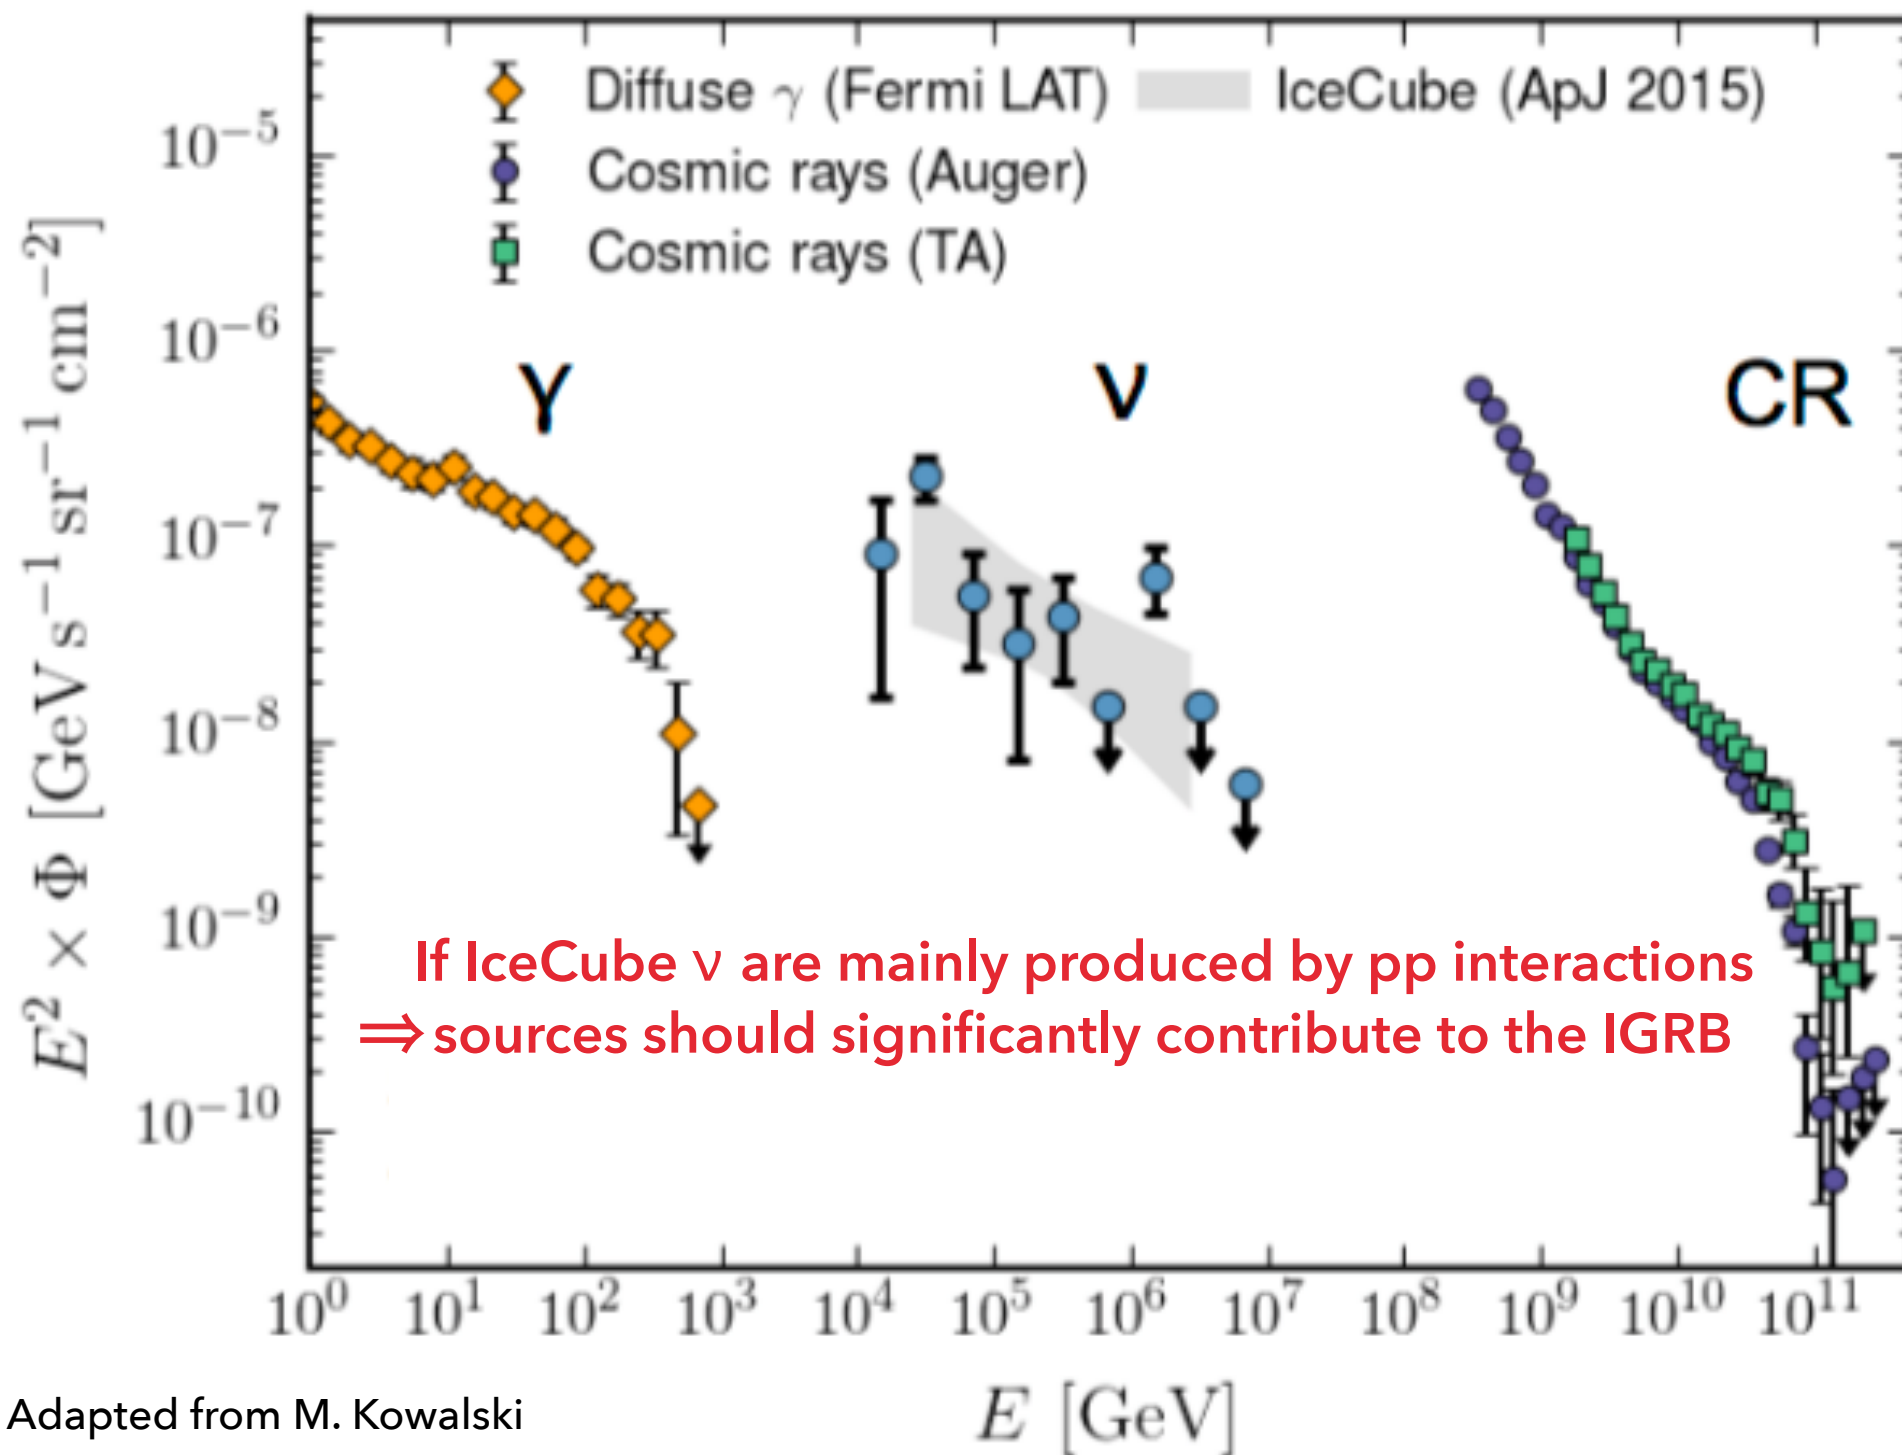 Diffuse γ (Fermi LAT)
IceCube (ApJ 2015)
Cosmic rays (Auger)
Cosmic rays (TA)
γ
ν
CR
E² × Φ [GeV s⁻¹ sr⁻¹ cm⁻²]
10⁻⁵
10⁻⁶
10⁻⁷
10⁻⁸
10⁻⁹
10⁻¹⁰
If IceCube ν are mainly produced by pp interactions
⇒ sources should significantly contribute to the IGRB
10⁰ 10¹ 10² 10³ 10⁴ 10⁵ 10⁶ 10⁷ 10⁸ 10⁹ 10¹⁰ 10¹¹
E [GeV]
Adapted from M. Kowalski